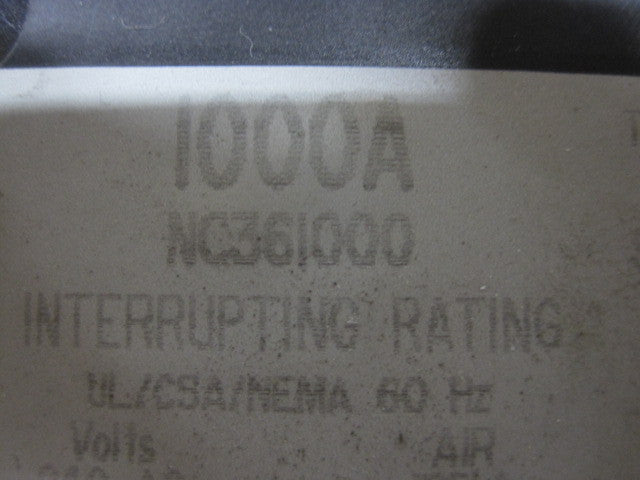 1000A
NC361000
INTERRUPTING RATING
UL/CSA/NEMA 60 Hz
Volts AIR